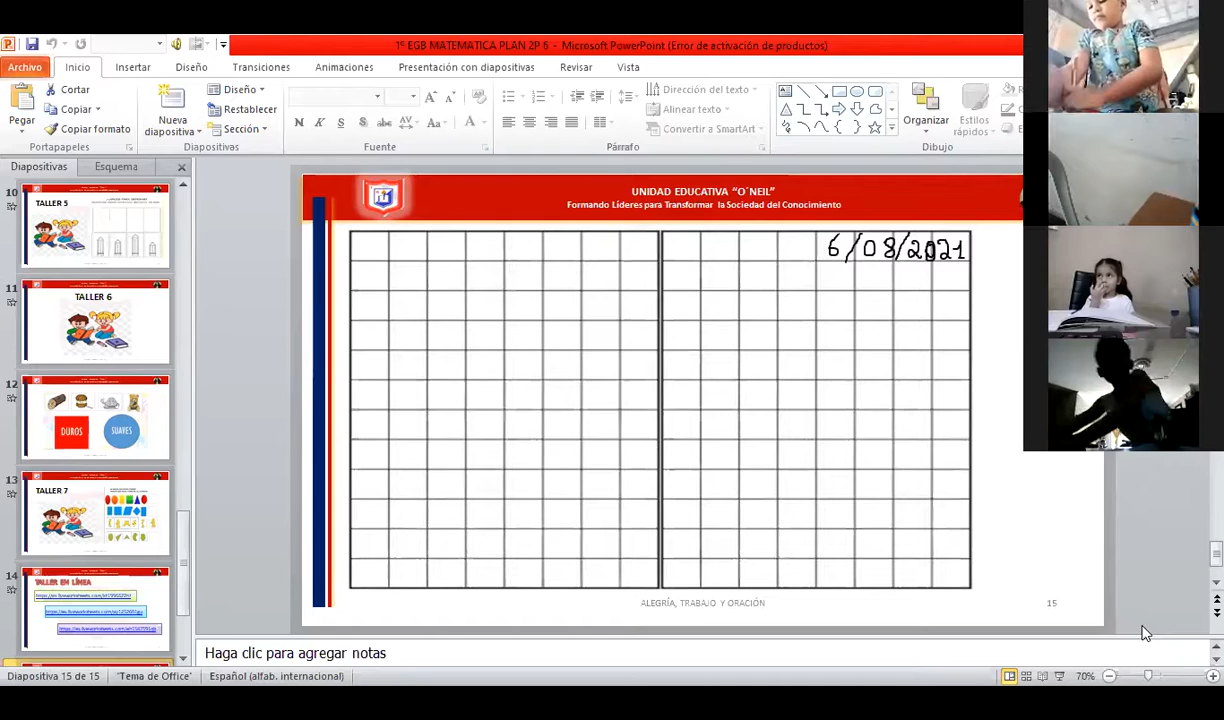 1º EGB MATEMATICA PLAN 2P 6 - Microsoft PowerPoint (Error de activación de productos)
Archivo Inicio Insertar Diseño Transiciones Animaciones Presentación con diapositivas Revisar Vista
Pegar
Cortar
Copiar
Copiar formato
Portapapeles
Nueva diapositiva
Diseño
Restablecer
Sección
Diapositivas
N K S S abc AV Aa A
Fuente
Dirección del texto
Alinear texto
Convertir a SmartArt
Párrafo
Organizar
Estilos rápidos
Dibujo
Diapositivas Esquema
10
TALLER 5
11
TALLER 6
12
DUROS
SUAVES
13
TALLER 7
14
TALLER EN LÍNEA
UNIDAD EDUCATIVA “O´NEIL”
Formando Líderes para Transformar la Sociedad del Conocimiento
6/08/2021
ALEGRÍA, TRABAJO Y ORACIÓN
15
Haga clic para agregar notas
Diapositiva 15 de 15 "Tema de Office" Español (alfab. internacional) 70%